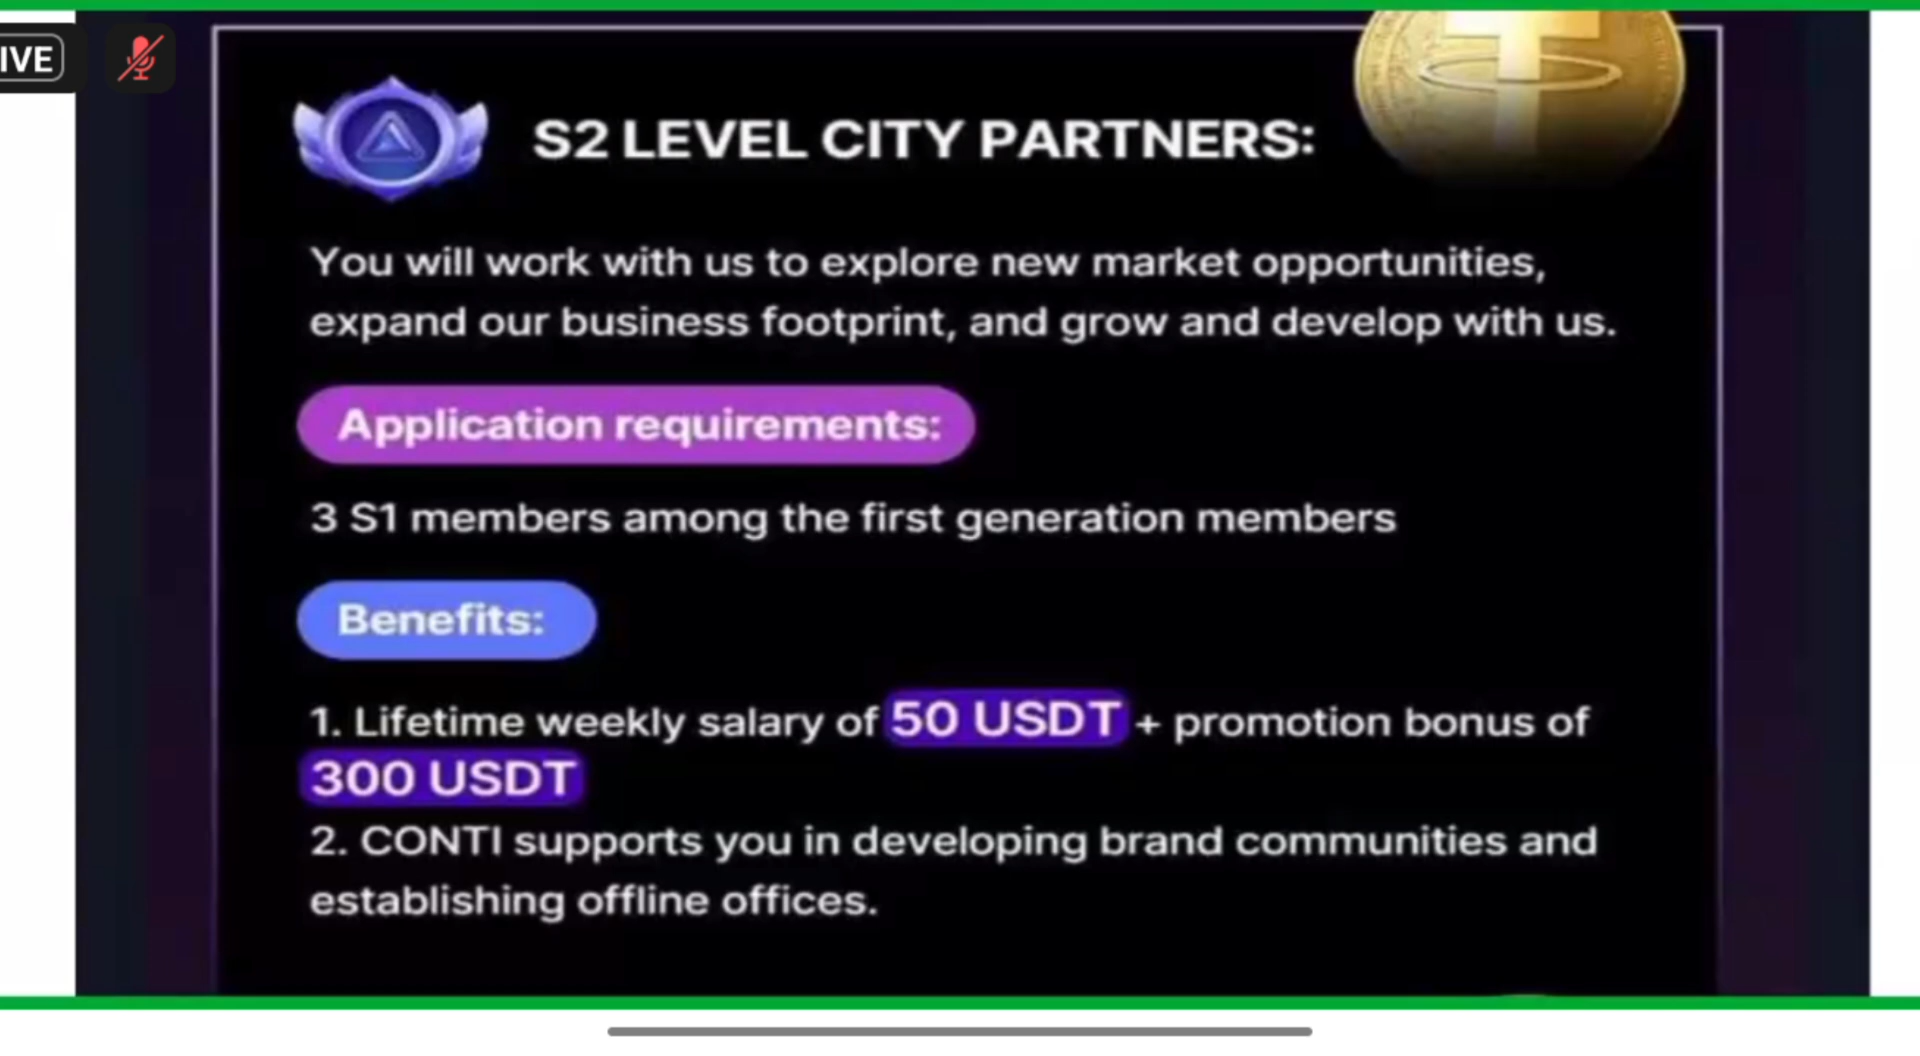 IVE
S2 LEVEL CITY PARTNERS:
You will work with us to explore new market opportunities,
expand our business footprint, and grow and develop with us.
Application requirements:
3 S1 members among the first generation members
Benefits:
1. Lifetime weekly salary of 50 USDT + promotion bonus of
300 USDT
2. CONTI supports you in developing brand communities and
establishing offline offices.